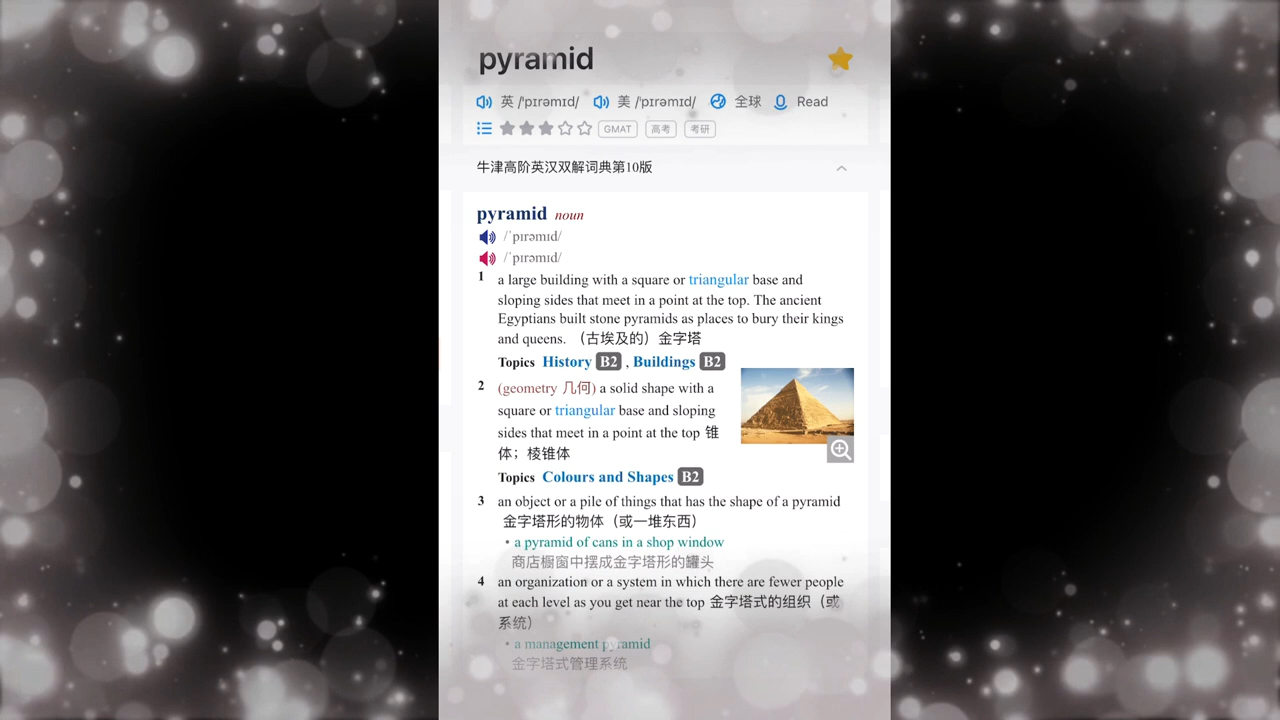 pyramid
英 /'pɪrəmɪd/ 美 /'pɪrəmɪd/ 全球 Read
GMAT 高考 考研
牛津高阶英汉双解词典第10版
pyramid noun
/ˈpɪrəmɪd/
/ˈpɪrəmɪd/
1 a large building with a square or triangular base and
sloping sides that meet in a point at the top. The ancient
Egyptians built stone pyramids as places to bury their kings
and queens. （古埃及的）金字塔
Topics History B2 , Buildings B2
2 (geometry 几何) a solid shape with a
square or triangular base and sloping
sides that meet in a point at the top 锥
体；棱锥体
Topics Colours and Shapes B2
3 an object or a pile of things that has the shape of a pyramid
金字塔形的物体（或一堆东西）
• a pyramid of cans in a shop window
商店橱窗中摆成金字塔形的罐头
4 an organization or a system in which there are fewer people
at each level as you get near the top 金字塔式的组织（或
系统）
• a management pyramid
金字塔式管理系统